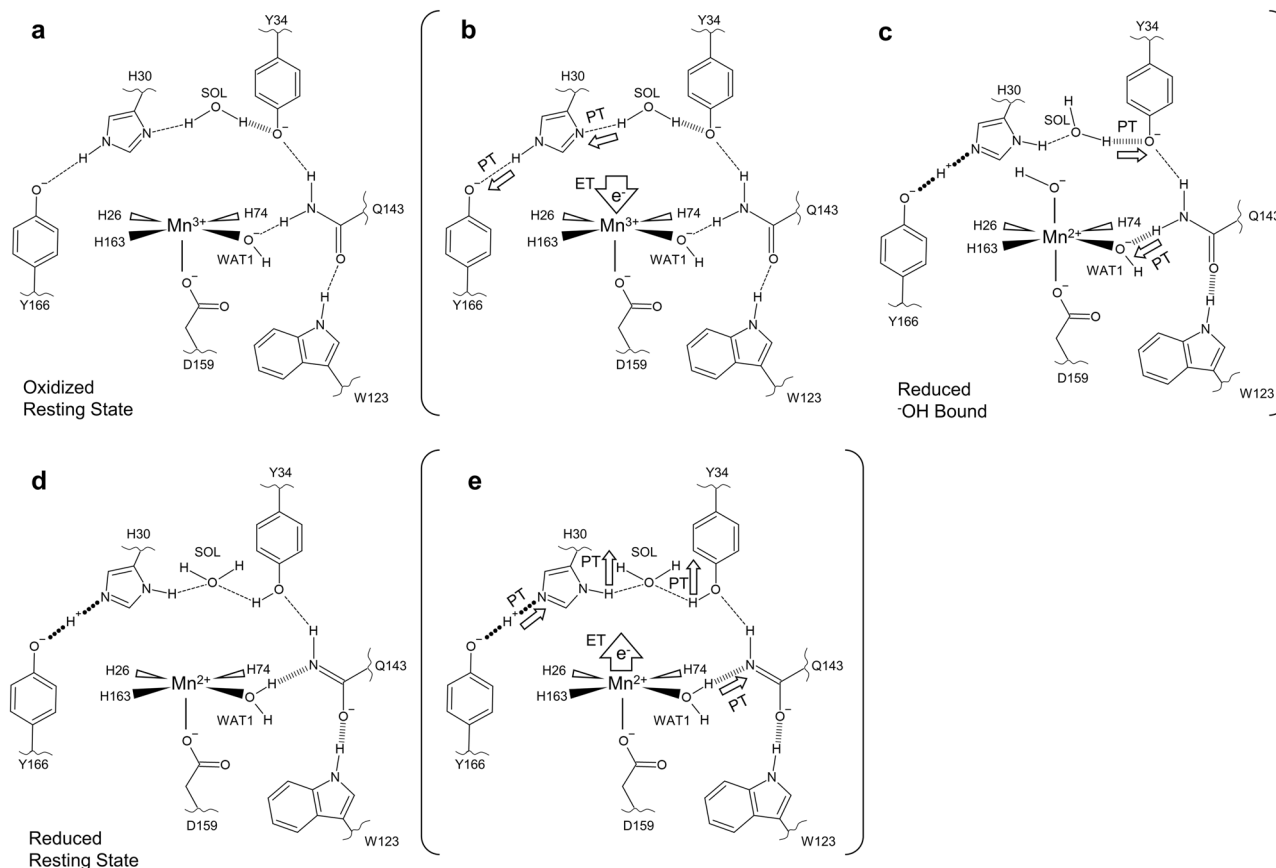 a
Y34
H30
SOL
H
O
H
O⁻
N
N
H
O⁻
H
H26
H74
Mn³⁺
H163
H
N
Q143
O⁻
WAT1
H
O
O⁻
O
H
N
Y166
D159
W123
Oxidized
Resting State
b
Y34
H30
SOL
PT
H
O
H
O⁻
N
N
PT
H
O⁻
ET
e⁻
H
H26
H74
Mn³⁺
H163
H
N
Q143
O⁻
WAT1
H
O
O⁻
O
H
N
Y166
D159
W123
c
Y34
H30
H
SOL
PT
O
H
O⁻
N
H
N
H⁺
O⁻
H
O
H
H26
H74
Mn²⁺
H163
H
N
Q143
O⁻
WAT1
H
PT
O
O⁻
O
H
N
Y166
D159
W123
Reduced
⁻OH Bound
d
Y34
H30
SOL
H
H
O
H
O
N
H
N
H⁺
O⁻
H
H26
H74
Mn²⁺
H163
H
N
Q143
O
WAT1
H
O⁻
O⁻
O
H
N
Y166
D159
W123
Reduced
Resting State
e
Y34
H30
SOL
PT
H
H
O
PT
H
O
N
H
N
PT
H⁺
O⁻
ET
e⁻
H
H26
H74
Mn²⁺
H163
H
N
Q143
O
WAT1
H
PT
O⁻
O⁻
O
H
N
Y166
D159
W123